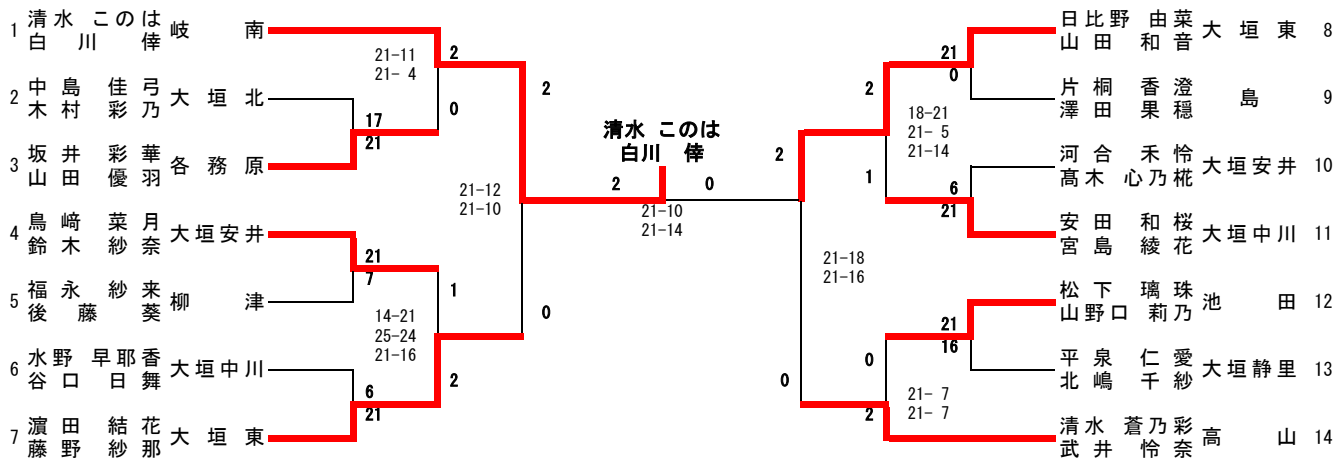 1 清水 このは 岐南
白川 倖
2 中島 佳弓 大垣北
木村 彩乃
3 坂井 彩華 各務原
山田 優羽
4 鳥﨑 菜月 大垣安井
鈴木 紗奈
5 福永 紗来 柳津
後藤 葵
6 水野 早耶香 大垣中川
谷口 日舞
7 濵田 結花 大垣東
藤野 紗那
21-11
21- 4
2
0
17
21
21
7
14-21
25-24
21-16
1
2
6
21
2
21-12
21-10
0
清水 このは
白川 倖
2 0
21-10
21-14
2
21-18
21-16
0
2
18-21
21- 5
21-14
1
21
0
6
21
21
16
0
21- 7
21- 7
2
日比野 由菜 大垣東 8
山田 和音
片桐 香澄 島 9
澤田 果穏
河合 禾怜 大垣安井 10
髙木 心乃椛
安田 和桜 大垣中川 11
宮島 綾花
松下 璃珠 池田 12
山野口 莉乃
平泉 仁愛 大垣静里 13
北嶋 千紗
清水 蒼乃彩 高山 14
武井 怜奈